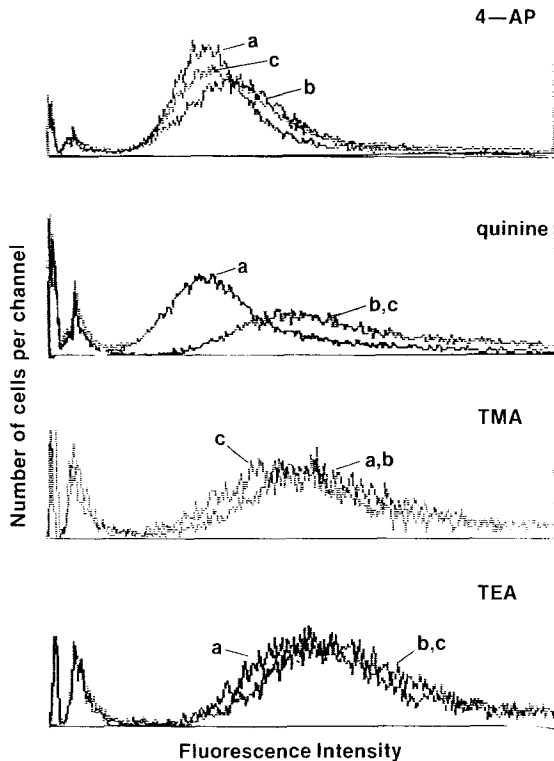 4—AP
a
c
b
quinine
a
b,c
TMA
c
a,b
TEA
a
b,c
Number of cells per channel
Fluorescence Intensity